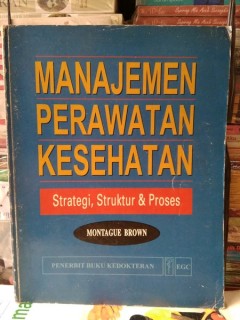 MANAJEMEN
PERAWATAN
KESEHATAN
Strategi, Struktur & Proses
MONTAGUE BROWN
PENERBIT BUKU KEDOKTERAN EGC